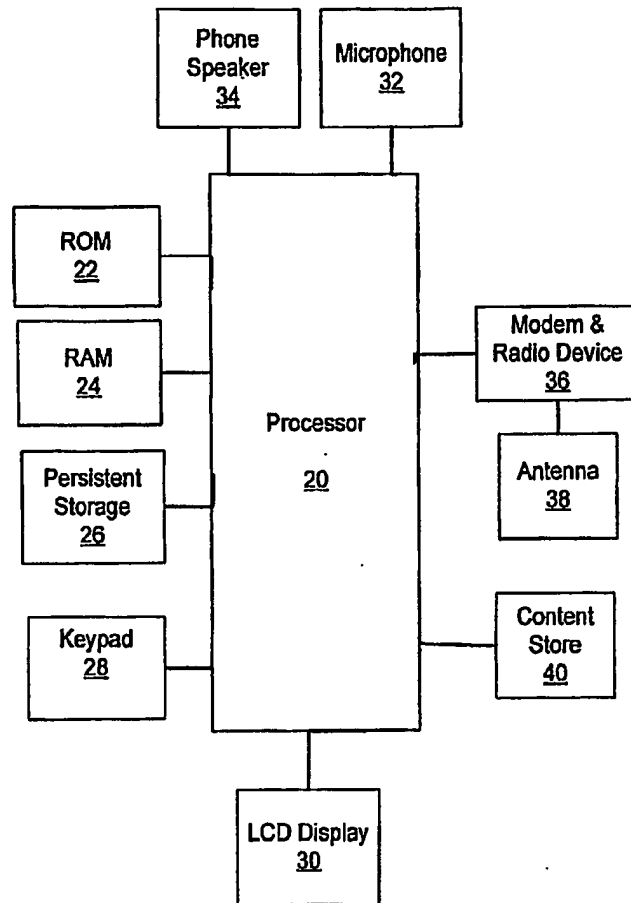 Phone
Speaker
34
Microphone
32
ROM
22
RAM
24
Persistent
Storage
26
Keypad
28
Processor
20
Modem &
Radio Device
36
Antenna
38
Content
Store
40
LCD Display
30